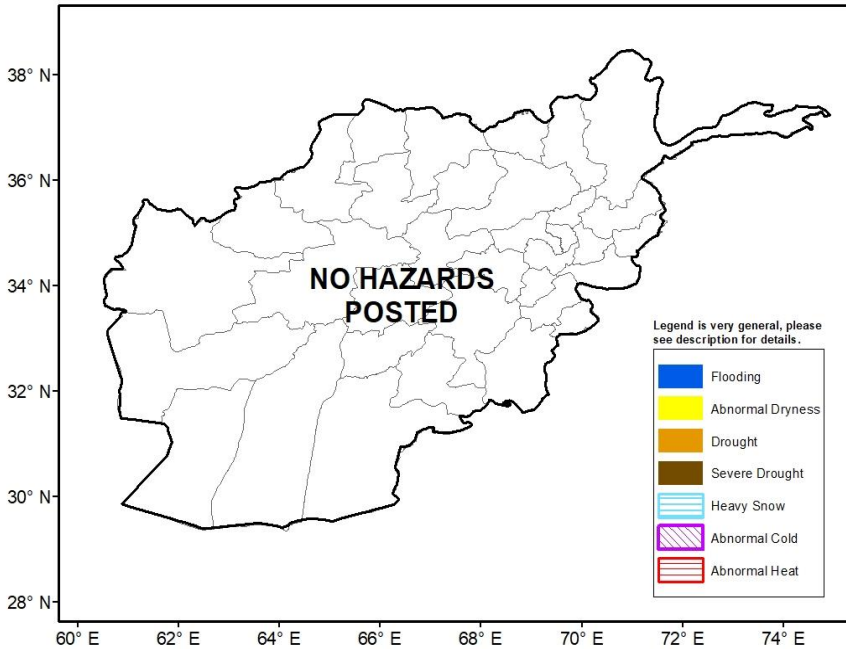 38° N
36° N
34° N
32° N
30° N
28° N
NO HAZARDS
POSTED
Legend is very general, please
see description for details.
Flooding
Abnormal Dryness
Drought
Severe Drought
Heavy Snow
Abnormal Cold
Abnormal Heat
60° E
62° E
64° E
66° E
68° E
70° E
72° E
74° E